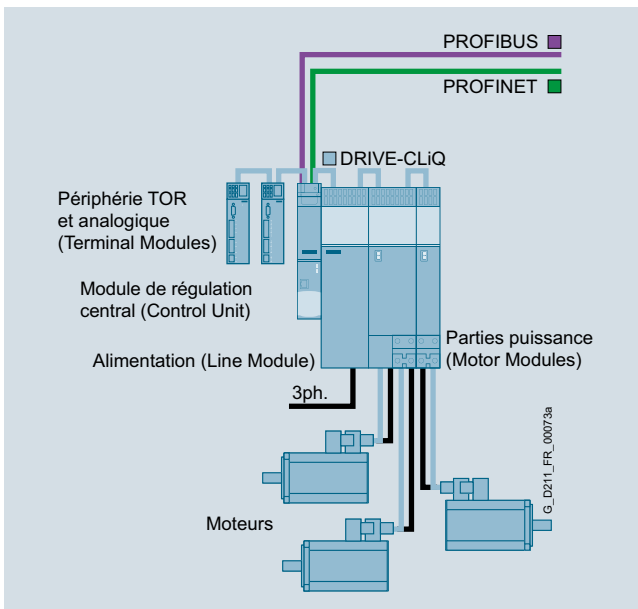 PROFIBUS
PROFINET
DRIVE-CLiQ
Périphérie TOR
et analogique
(Terminal Modules)
Module de régulation
central (Control Unit)
Alimentation (Line Module)
Parties puissance
(Motor Modules)
3ph.
Moteurs
G_D211_FR_00073a